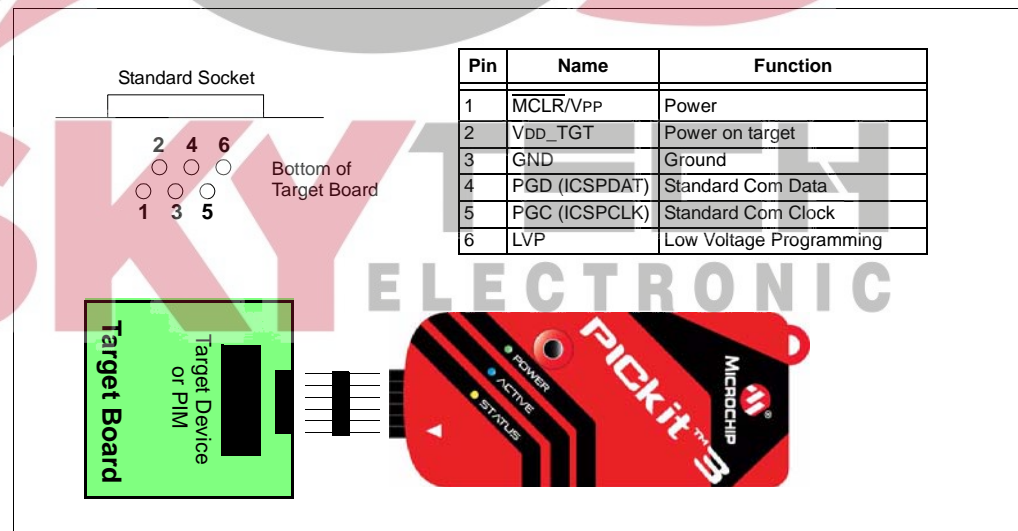 Standard Socket
2 4 6
1 3 5
Bottom of
Target Board
Pin Name Function
1 MCLR/VPP Power
2 VDD_TGT Power on target
3 GND Ground
4 PGD (ICSPDAT) Standard Com Data
5 PGC (ICSPCLK) Standard Com Clock
6 LVP Low Voltage Programming
SKYTECH
ELECTRONIC
Target Board
Target Device
or PIM
POWER
ACTIVE
STATUS
PICkit™ 3
MICROCHIP